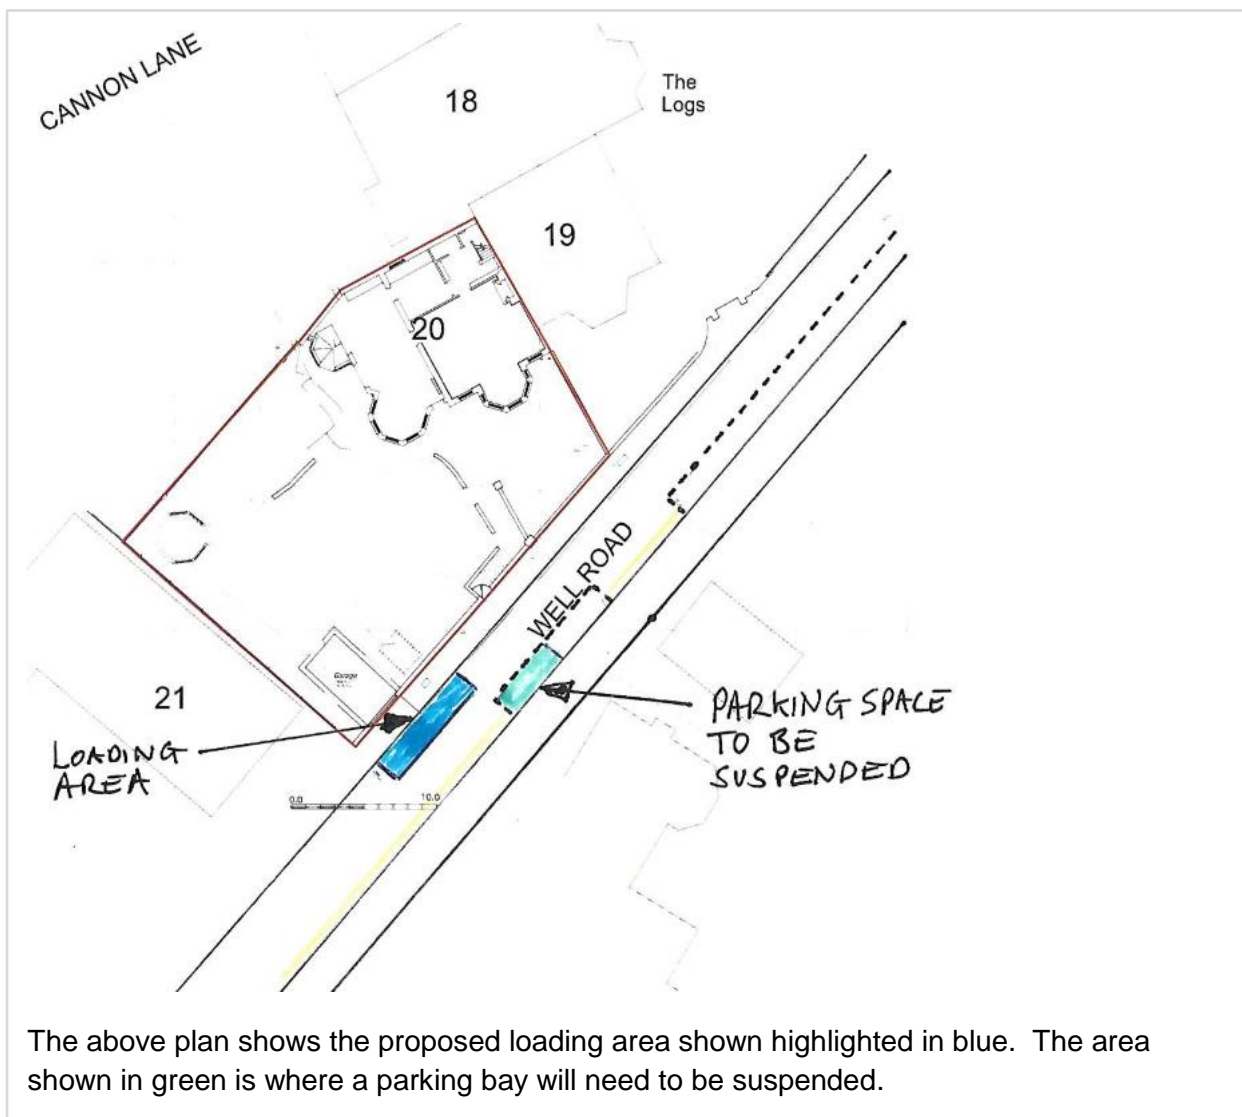 CANNON LANE
18
The
Logs
19
20
WELL ROAD
Garage
21
LOADING
AREA
PARKING SPACE
TO BE
SUSPENDED
0.0
10.0
The above plan shows the proposed loading area shown highlighted in blue.  The area
shown in green is where a parking bay will need to be suspended.